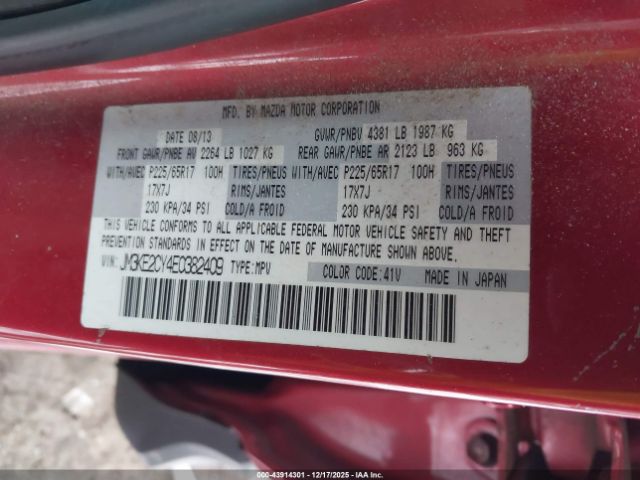 MFD. BY MAZDA MOTOR CORPORATION
DATE 08/13 GVWR/PNBV 4381 LB 1987 KG
FRONT GAWR/PNBE AV 2264 LB 1027 KG REAR GAWR/PNBE AR 2123 LB 963 KG
WITH/AVEC P225/65R17 100H TIRES/PNEUS WITH/AVEC P225/65R17 100H TIRES/PNEUS
17X7J RIMS/JANTES 17X7J RIMS/JANTES
230 KPA/34 PSI COLD/A FROID 230 KPA/34 PSI COLD/A FROID
THIS VEHICLE CONFORMS TO ALL APPLICABLE FEDERAL MOTOR VEHICLE SAFETY AND THEFT
PREVENTION STANDARDS IN EFFECT ON THE DATE OF MANUFACTURE SHOWN ABOVE.
VIN: JM3KE2CY4E0382409 TYPE:MPV COLOR CODE:41V MADE IN JAPAN
000-43914301 - 12/17/2025 - IAAI.COM